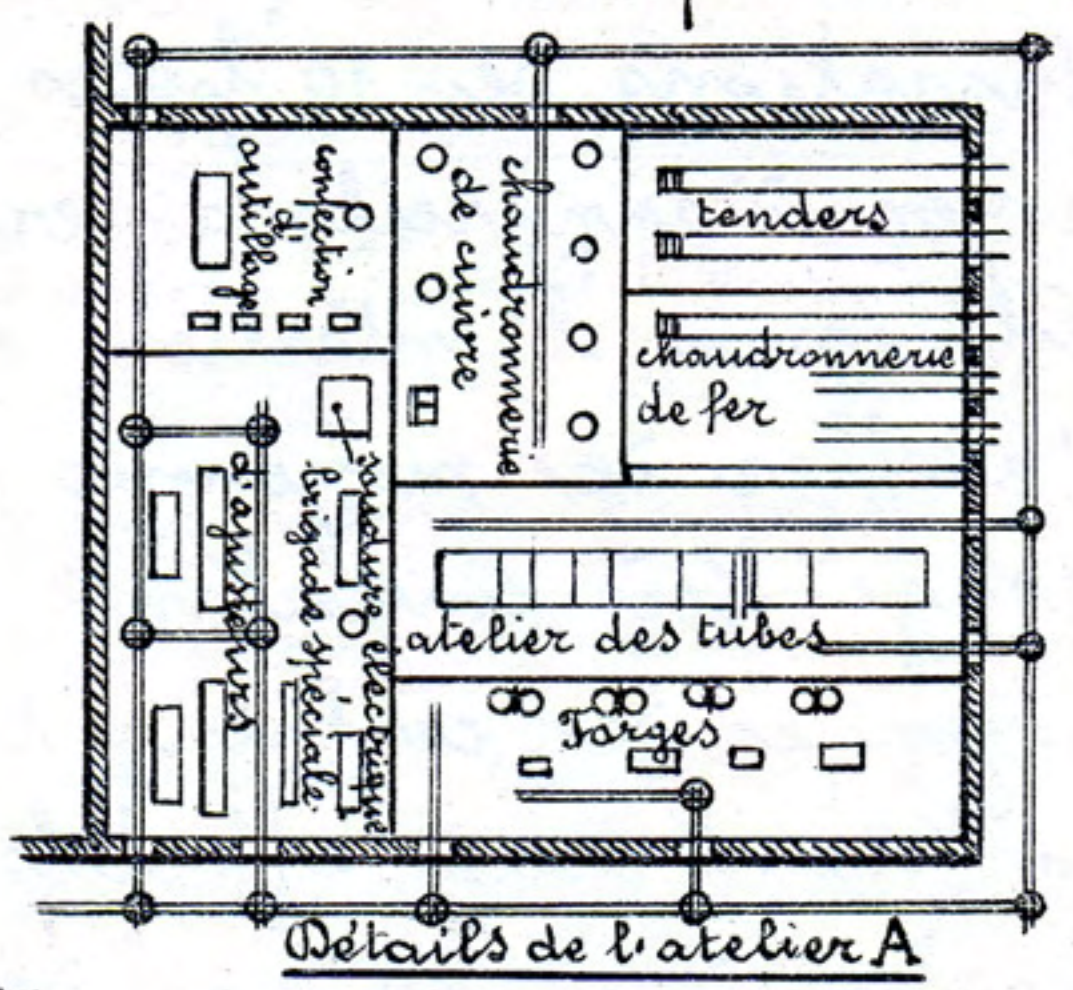 confection
d'
outillage
chaudronnerie
de cuivre
tenders
chaudronnerie
de fer
soudure électrique
brigade spéciale.
d'ajusteurs
atelier des tubes
Forges
Détails de l'atelier A